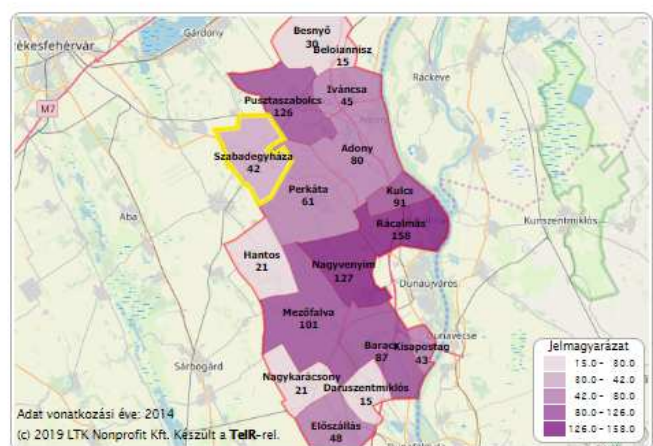 Besnyő
30
Beloiannisz
15
ékesfehérvár
Gárdony
Ráckeve
Iváncsa
45
Pusztaszabolcs
126
M7
Adony
80
Szabadegyháza
42
Perkáta
61
Kulcs
91
Aba
Kunszentmiklós
Rácalmás
158
Hantos
21
Nagyvenyim
127
Dunaújváros
Mezőfalva
101
Baracs
87
Kisapostag
43
Sárbogárd
Nagykarácsony
21
Daruszentmiklós
15
Előszállás
48
Jelmagyarázat
15.0 - 30.0
30.0 - 42.0
42.0 - 80.0
80.0 - 126.0
126.0 - 158.0
Adat vonatkozási éve: 2014
(c) 2019 LTK Nonprofit Kft. Készült a TeIR-rel.